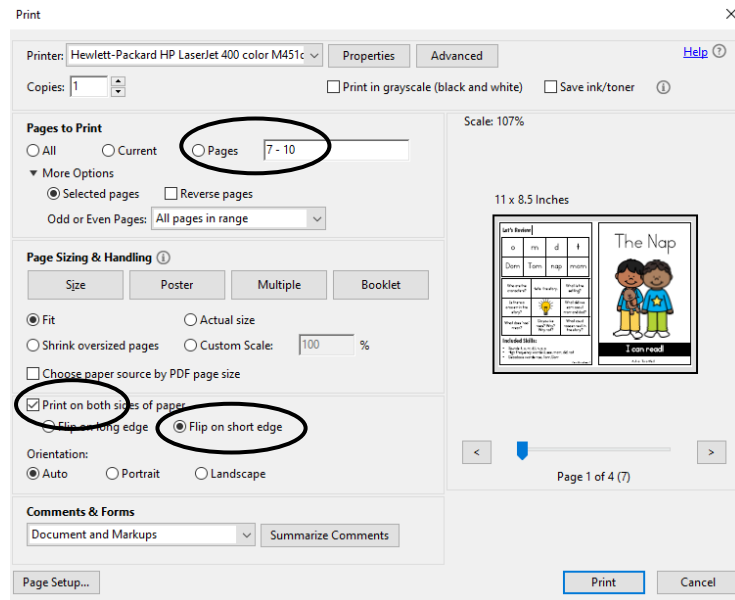 Print
Printer: Hewlett-Packard HP LaserJet 400 color M451c Properties Advanced Help
Copies: 1 Print in grayscale (black and white) Save ink/toner
Pages to Print
All Current Pages 7 - 10
More Options
Selected pages Reverse pages
Odd or Even Pages: All pages in range
Page Sizing & Handling
Size Poster Multiple Booklet
Fit Actual size
Shrink oversized pages Custom Scale: 100 %
Choose paper source by PDF page size
Print on both sides of paper
Flip on long edge Flip on short edge
Orientation:
Auto Portrait Landscape
Comments & Forms
Document and Markups Summarize Comments
Page Setup...
Scale: 107%
11 x 8.5 Inches
Let's Review
o m d t
Dom Tom nap mom
Included Skills:
The Nap
I can read!
< >
Page 1 of 4 (7)
Print Cancel